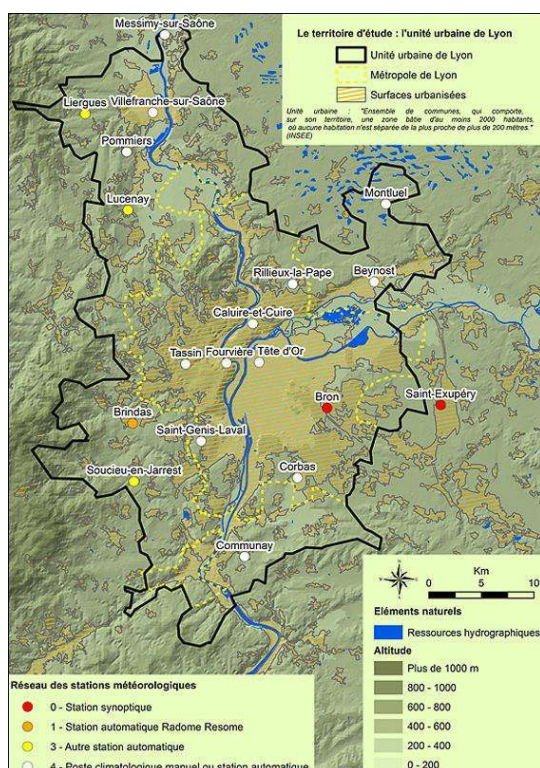 Messimy-sur-Saône
Le territoire d'étude : l'unité urbaine de Lyon
Unité urbaine de Lyon
Métropole de Lyon
Surfaces urbanisées
Unité urbaine : "Ensemble de communes, qui comporte,
sur son territoire, une zone bâtie d'au moins 2000 habitants,
où aucune habitation n'est séparée de la plus proche de plus de 200 mètres."
(INSEE)
Liergues
Villefranche-sur-Saône
Pommiers
Lucenay
Montluel
Rillieux-la-Pape
Beynost
Caluire-et-Cuire
Tassin
Fourvière
Tête d'Or
Brindas
Bron
Saint-Exupéry
Saint-Genis-Laval
Soucieu-en-Jarrest
Corbas
Communay
Km
0 5 10
Eléments naturels
Ressources hydrographiques
Altitude
Plus de 1000 m
800 - 1000
600 - 800
400 - 600
200 - 400
0 - 200
Réseau des stations météorologiques
0 - Station synoptique
1 - Station automatique Radome Resome
3 - Autre station automatique
4 - Poste climatologique manuel ou station automatique